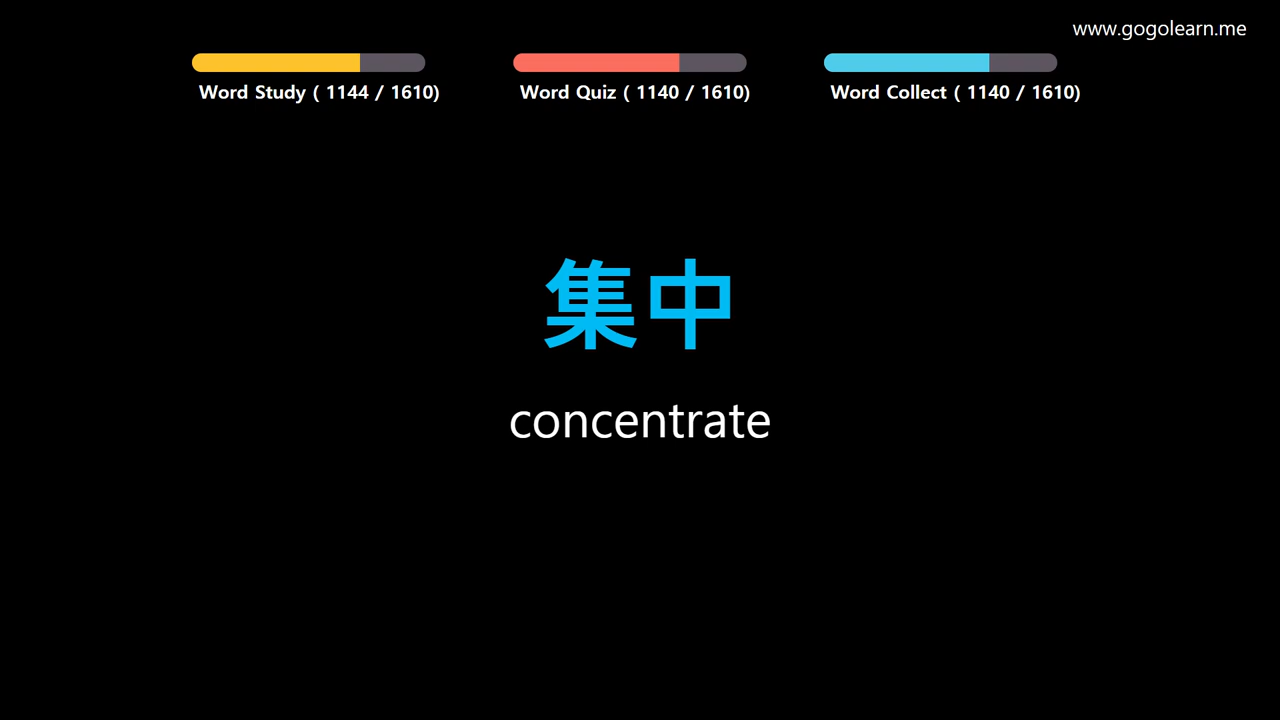 www.gogolearn.me
Word Study ( 1144 / 1610)
Word Quiz ( 1140 / 1610)
Word Collect ( 1140 / 1610)
集中
concentrate